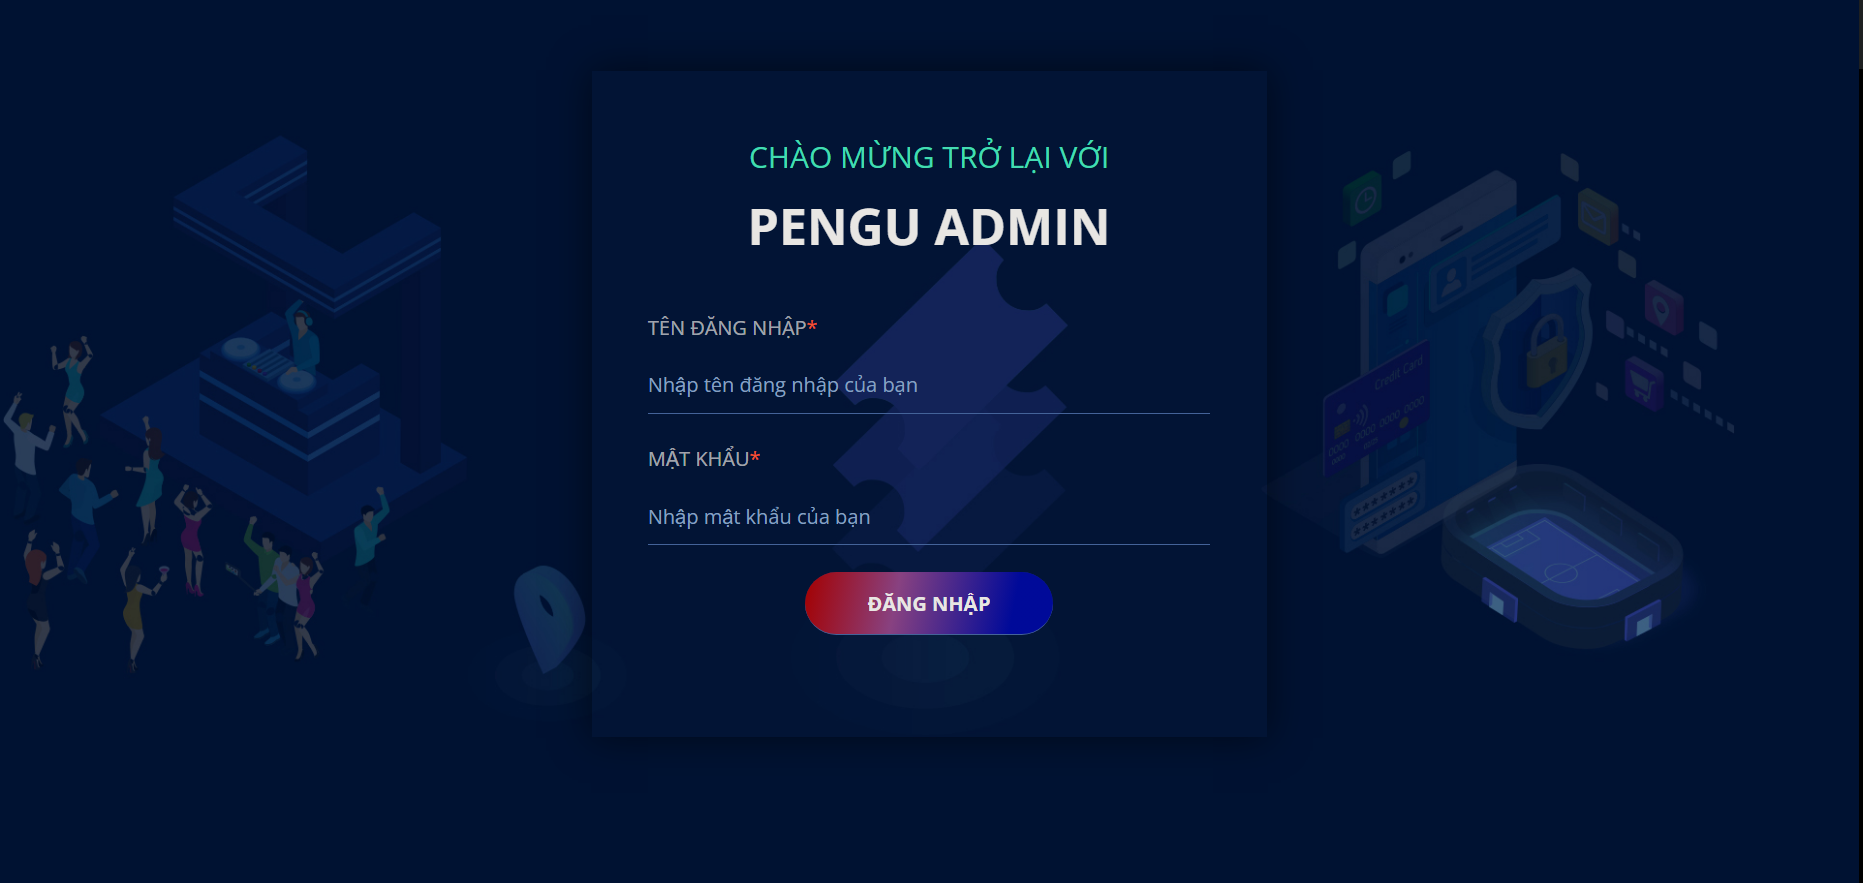 CHÀO MỪNG TRỞ LẠI VỚI
PENGU ADMIN
TÊN ĐĂNG NHẬP*
Nhập tên đăng nhập của bạn
MẬT KHẨU*
Nhập mật khẩu của bạn
ĐĂNG NHẬP
Credit Card
0000 0000 0000 0000